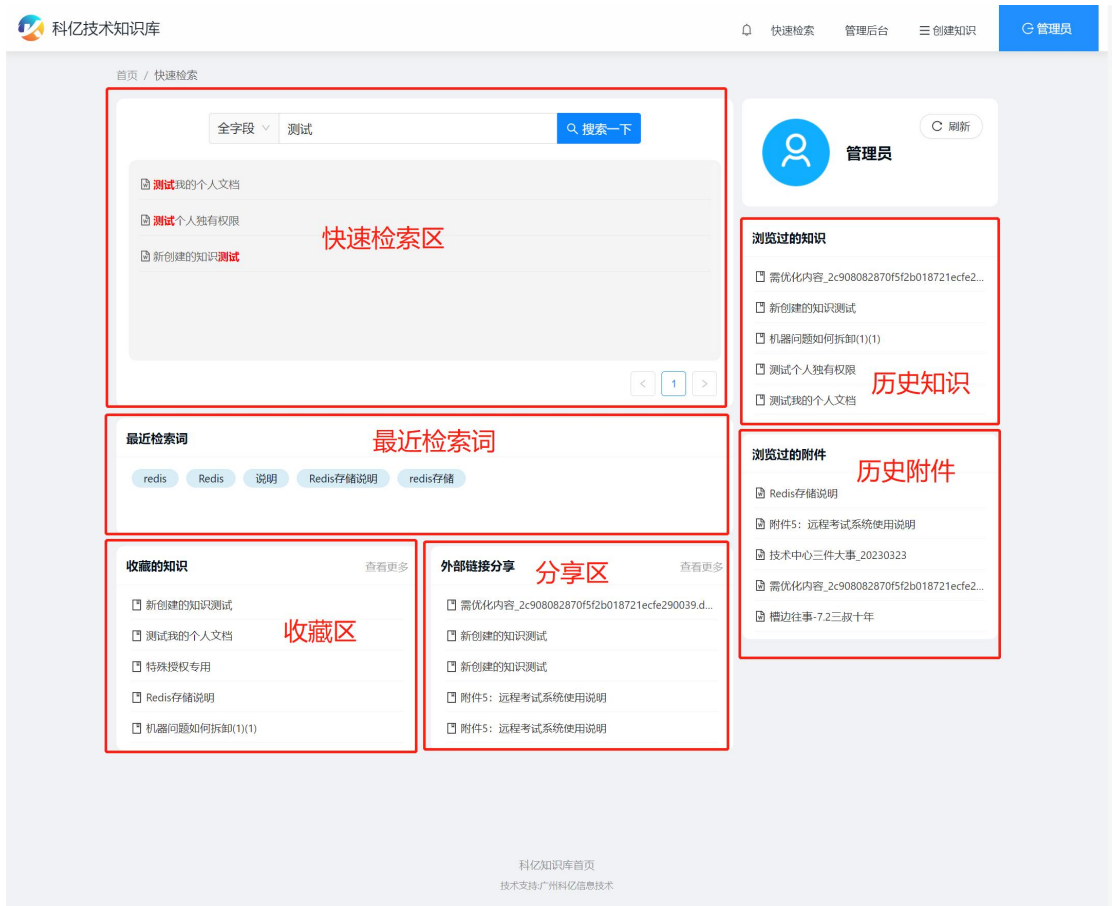 科亿技术知识库
快速检索 管理后台 创建知识 管理员
首页 / 快速检索
全字段 测试 搜索一下
测试我的个人文档
测试个人独有权限
新创建的知识测试
快速检索区
1
刷新
管理员
浏览过的知识
需优化内容_2c908082870f5f2b018721ecfe2...
新创建的知识测试
机器问题如何拆卸(1)(1)
测试个人独有权限
测试我的个人文档
历史知识
最近检索词
最近检索词
redis Redis 说明 Redis存储说明 redis存储
浏览过的附件
历史附件
Redis存储说明
附件5：远程考试系统使用说明
技术中心三件大事_20230323
需优化内容_2c908082870f5f2b018721ecfe2...
槽边往事-7.2三叔十年
收藏的知识 查看更多
新创建的知识测试
测试我的个人文档
特殊授权专用
Redis存储说明
机器问题如何拆卸(1)(1)
收藏区
外部链接分享 查看更多
分享区
需优化内容_2c908082870f5f2b018721ecfe290039.d...
新创建的知识测试
新创建的知识测试
附件5：远程考试系统使用说明
附件5：远程考试系统使用说明
科亿知识库首页
技术支持:广州科亿信息技术